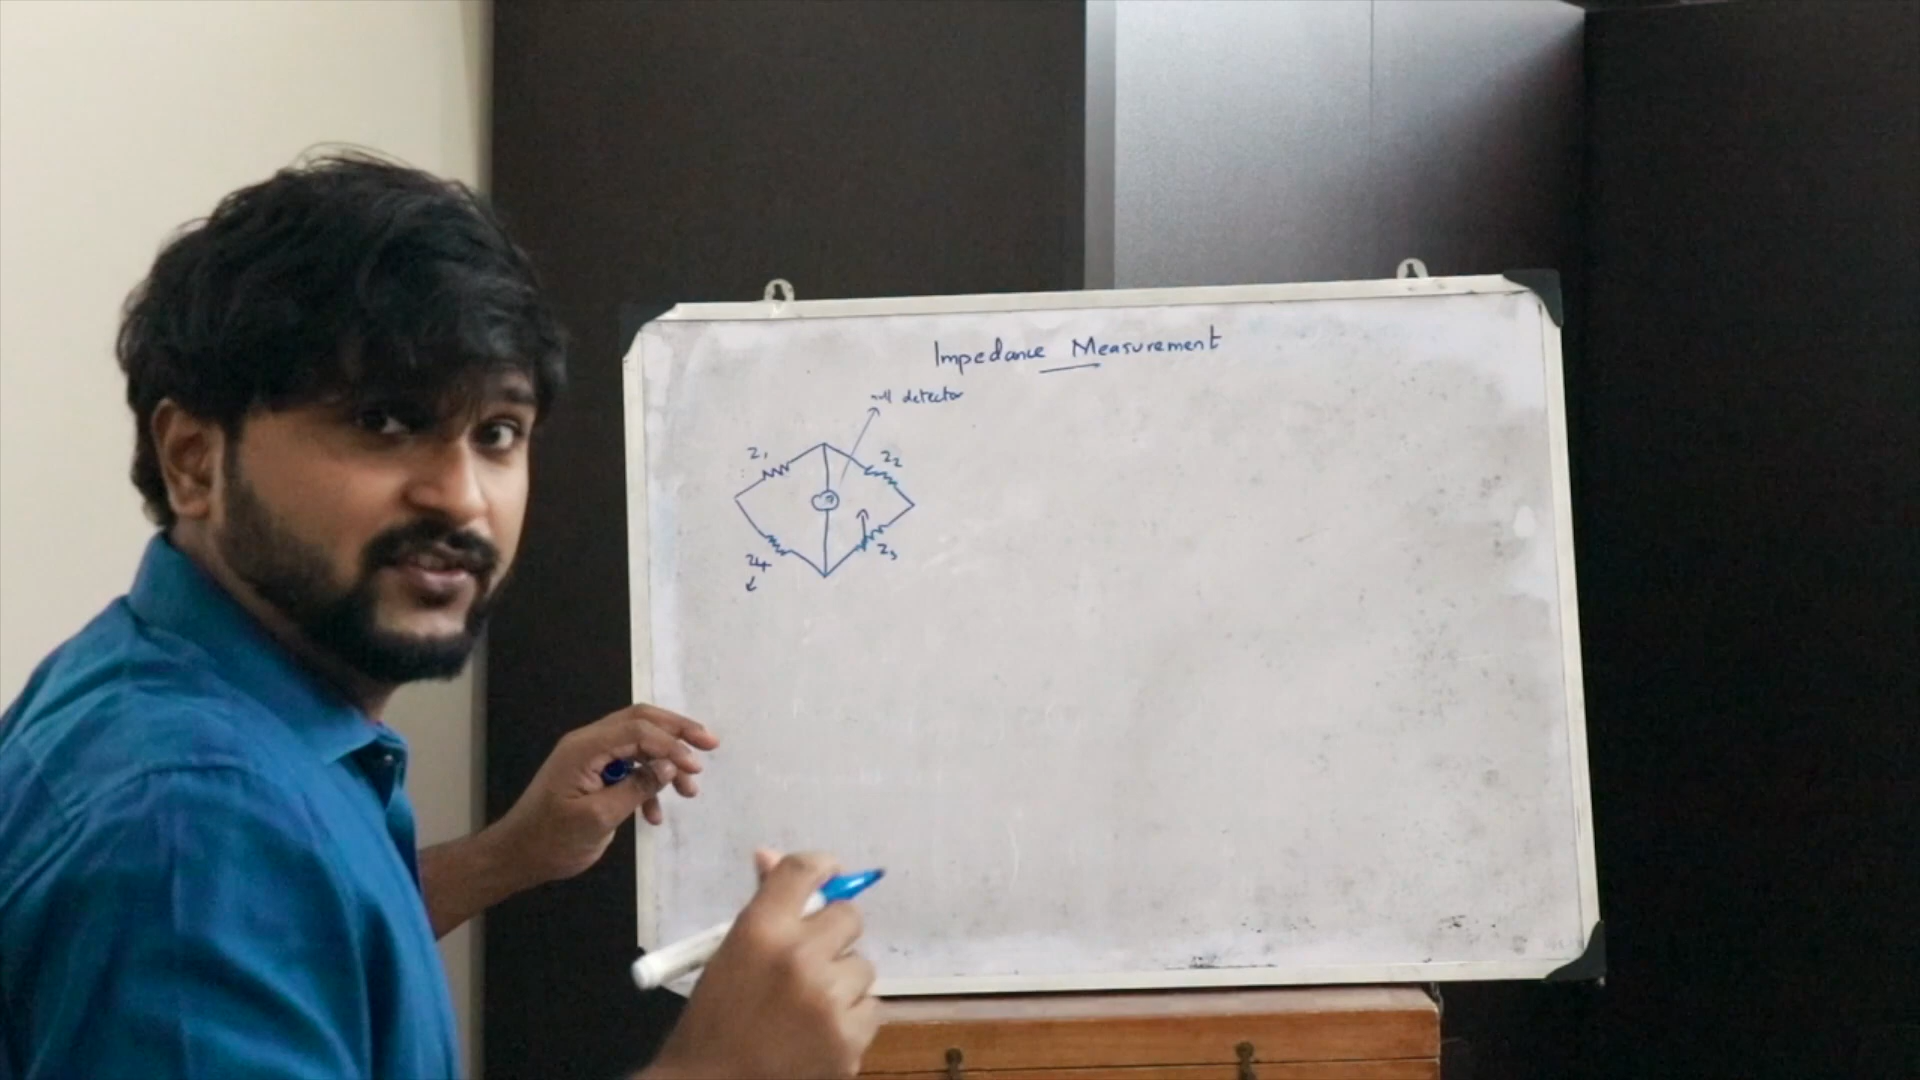 Impedance Measurement
null detector
Z1
Z2
Z4
Z3